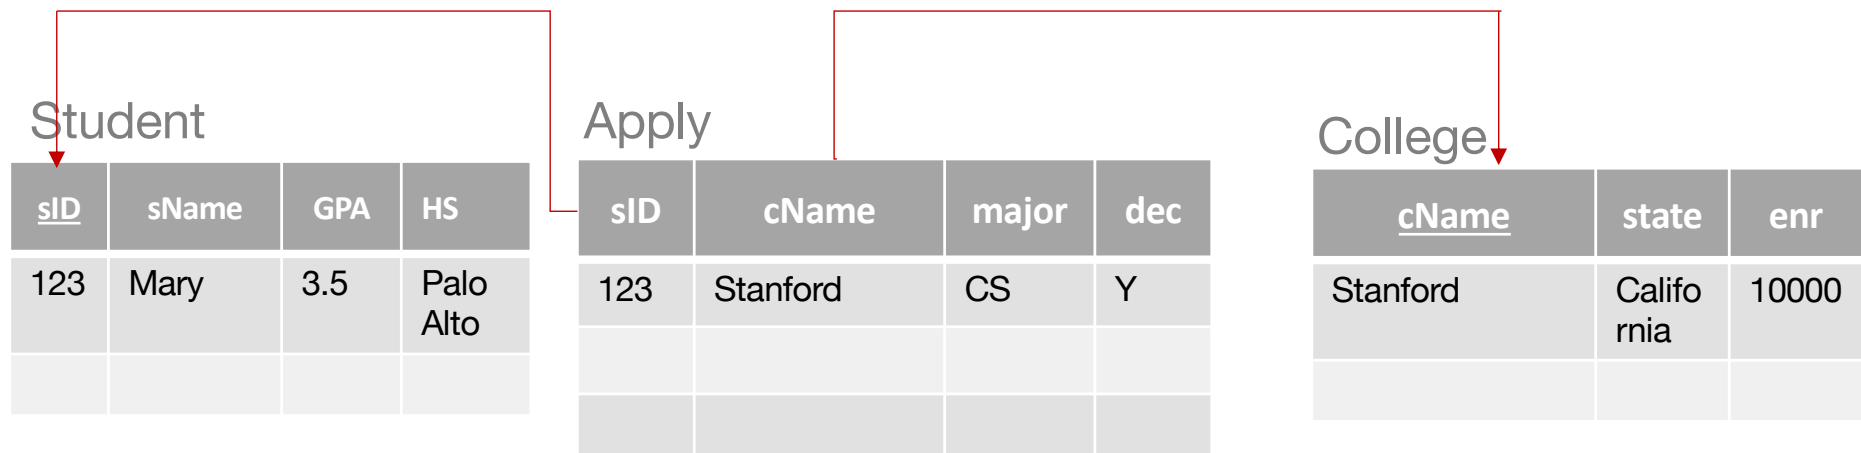 Student
sID sName GPA HS
123 Mary 3.5 Palo
Alto
Apply
sID cName major dec
123 Stanford CS Y
College
cName state enr
Stanford Califo 10000
rnia